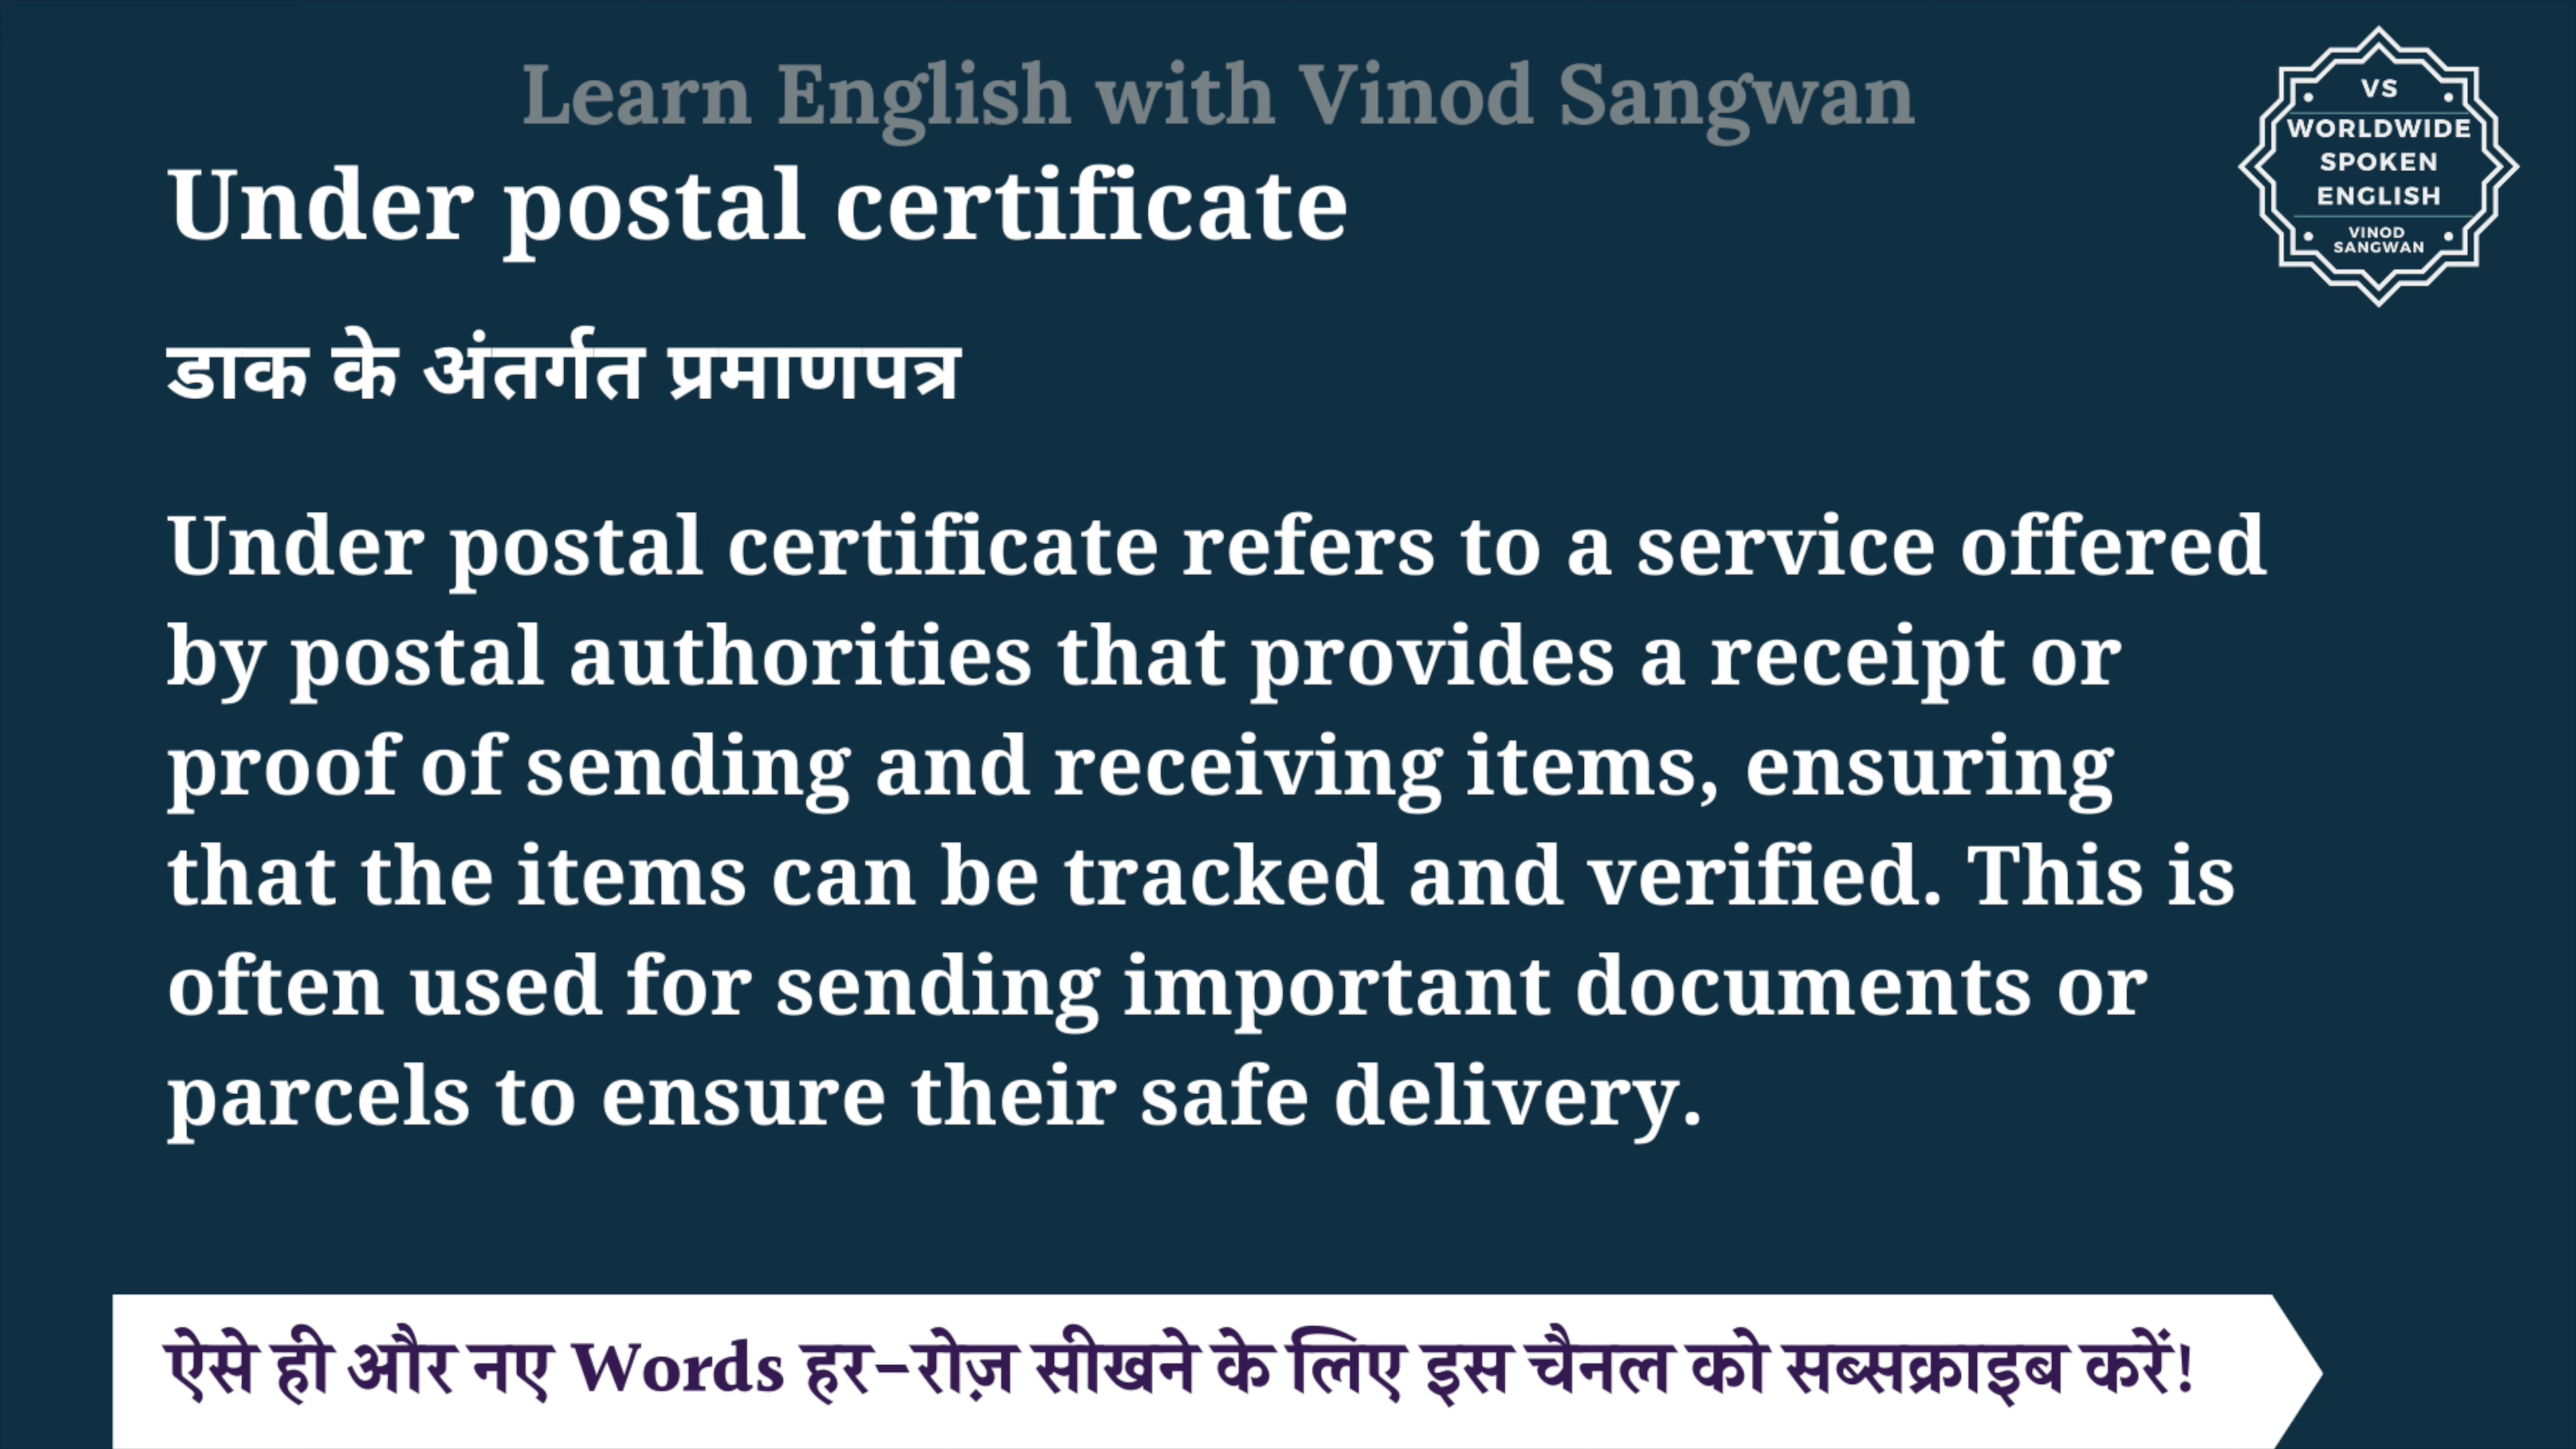 Learn English with Vinod Sangwan
VS
WORLDWIDE
SPOKEN
ENGLISH
VINOD
SANGWAN
Under postal certificate
डाक के अंतर्गत प्रमाणपत्र
Under postal certificate refers to a service offered
by postal authorities that provides a receipt or
proof of sending and receiving items, ensuring
that the items can be tracked and verified. This is
often used for sending important documents or
parcels to ensure their safe delivery.
ऐसे ही और नए Words हर-रोज़ सीखने के लिए इस चैनल को सब्सक्राइब करें!